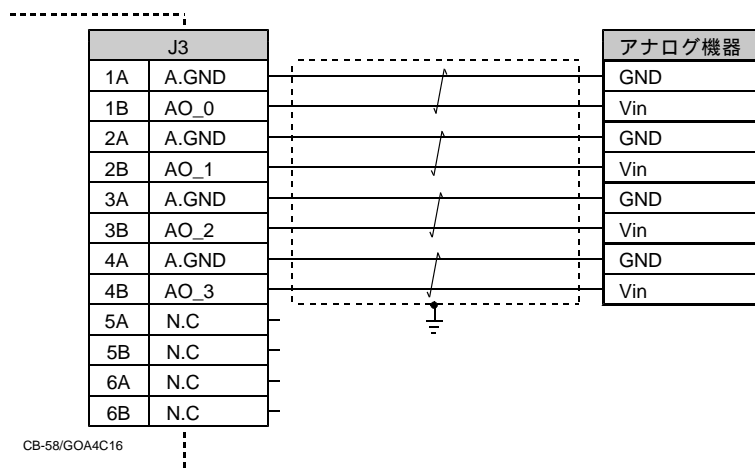 J3 アナログ機器
1A A.GND GND
1B AO_0 Vin
2A A.GND GND
2B AO_1 Vin
3A A.GND GND
3B AO_2 Vin
4A A.GND GND
4B AO_3 Vin
5A N.C
5B N.C
6A N.C
6B N.C
CB-58/GOA4C16